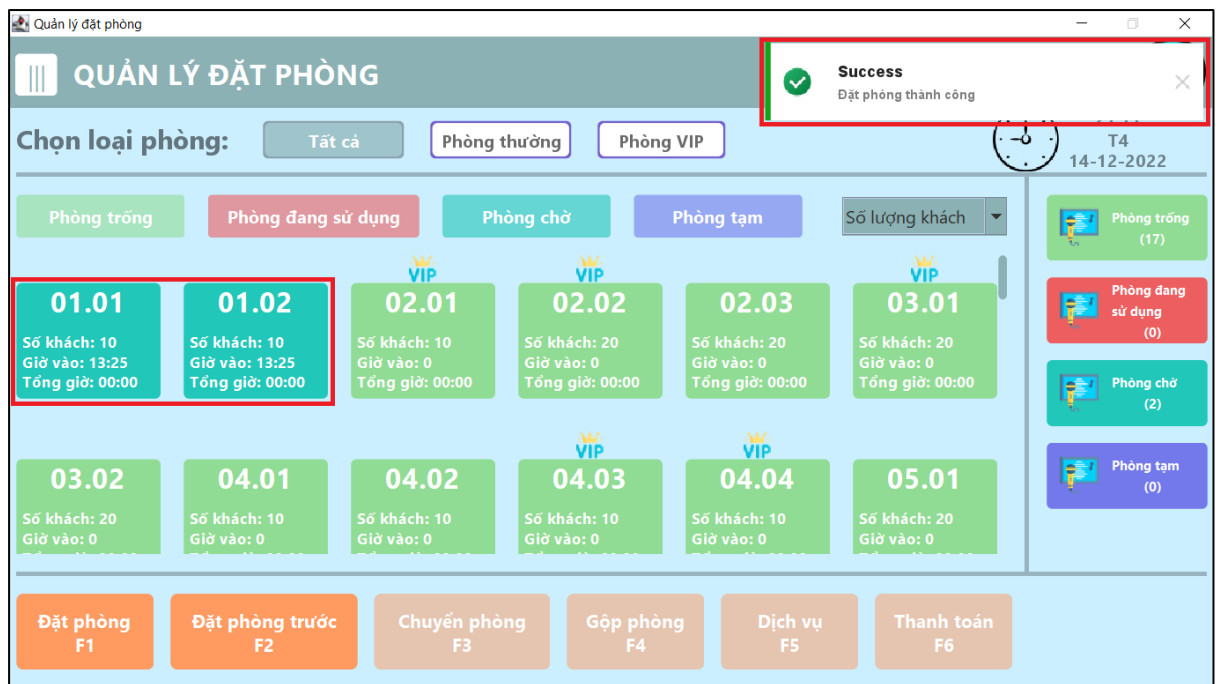 Quản lý đặt phòng
QUẢN LÝ ĐẶT PHÒNG
Success
Đặt phòng thành công
Chọn loại phòng:
Tất cả
Phòng thường
Phòng VIP
T4
14-12-2022
Phòng trống
Phòng đang sử dụng
Phòng chờ
Phòng tạm
Số lượng khách
VIP
VIP
VIP
01.01
Số khách: 10
Giờ vào: 13:25
Tổng giờ: 00:00
01.02
Số khách: 10
Giờ vào: 13:25
Tổng giờ: 00:00
02.01
Số khách: 10
Giờ vào: 0
Tổng giờ: 00:00
02.02
Số khách: 20
Giờ vào: 0
Tổng giờ: 00:00
02.03
Số khách: 20
Giờ vào: 0
Tổng giờ: 00:00
03.01
Số khách: 20
Giờ vào: 0
Tổng giờ: 00:00
VIP
VIP
03.02
Số khách: 20
Giờ vào: 0
04.01
Số khách: 10
Giờ vào: 0
04.02
Số khách: 10
Giờ vào: 0
04.03
Số khách: 10
Giờ vào: 0
04.04
Số khách: 10
Giờ vào: 0
05.01
Số khách: 20
Giờ vào: 0
Phòng trống
(17)
Phòng đang
sử dụng
(0)
Phòng chờ
(2)
Phòng tạm
(0)
Đặt phòng
F1
Đặt phòng trước
F2
Chuyển phòng
F3
Gộp phòng
F4
Dịch vụ
F5
Thanh toán
F6